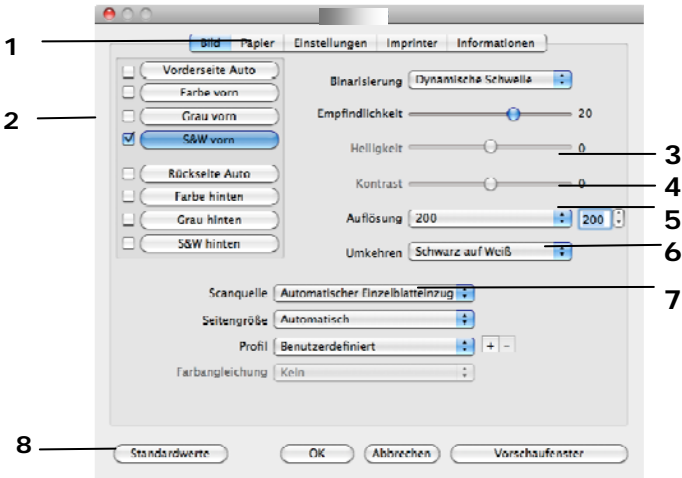 Bild Papier Einstellungen Imprinter Informationen
1
Vorderseite Auto
Farbe vorn
Grau vorn
S&W vorn
Rückseite Auto
Farbe hinten
Grau hinten
S&W hinten
2
Binarisierung Dynamische Schwelle
Empfindlichkeit 20
Helligkeit 0
3
Kontrast 0
4
Auflösung 200 200
5
Umkehren Schwarz auf Weiß
6
Scanquelle Automatischer Einzelblatteinzug
7
Seitengröße Automatisch
Profil Benutzerdefiniert + -
Farbangleichung Kein
8
Standardwerte OK Abbrechen Vorschaufenster